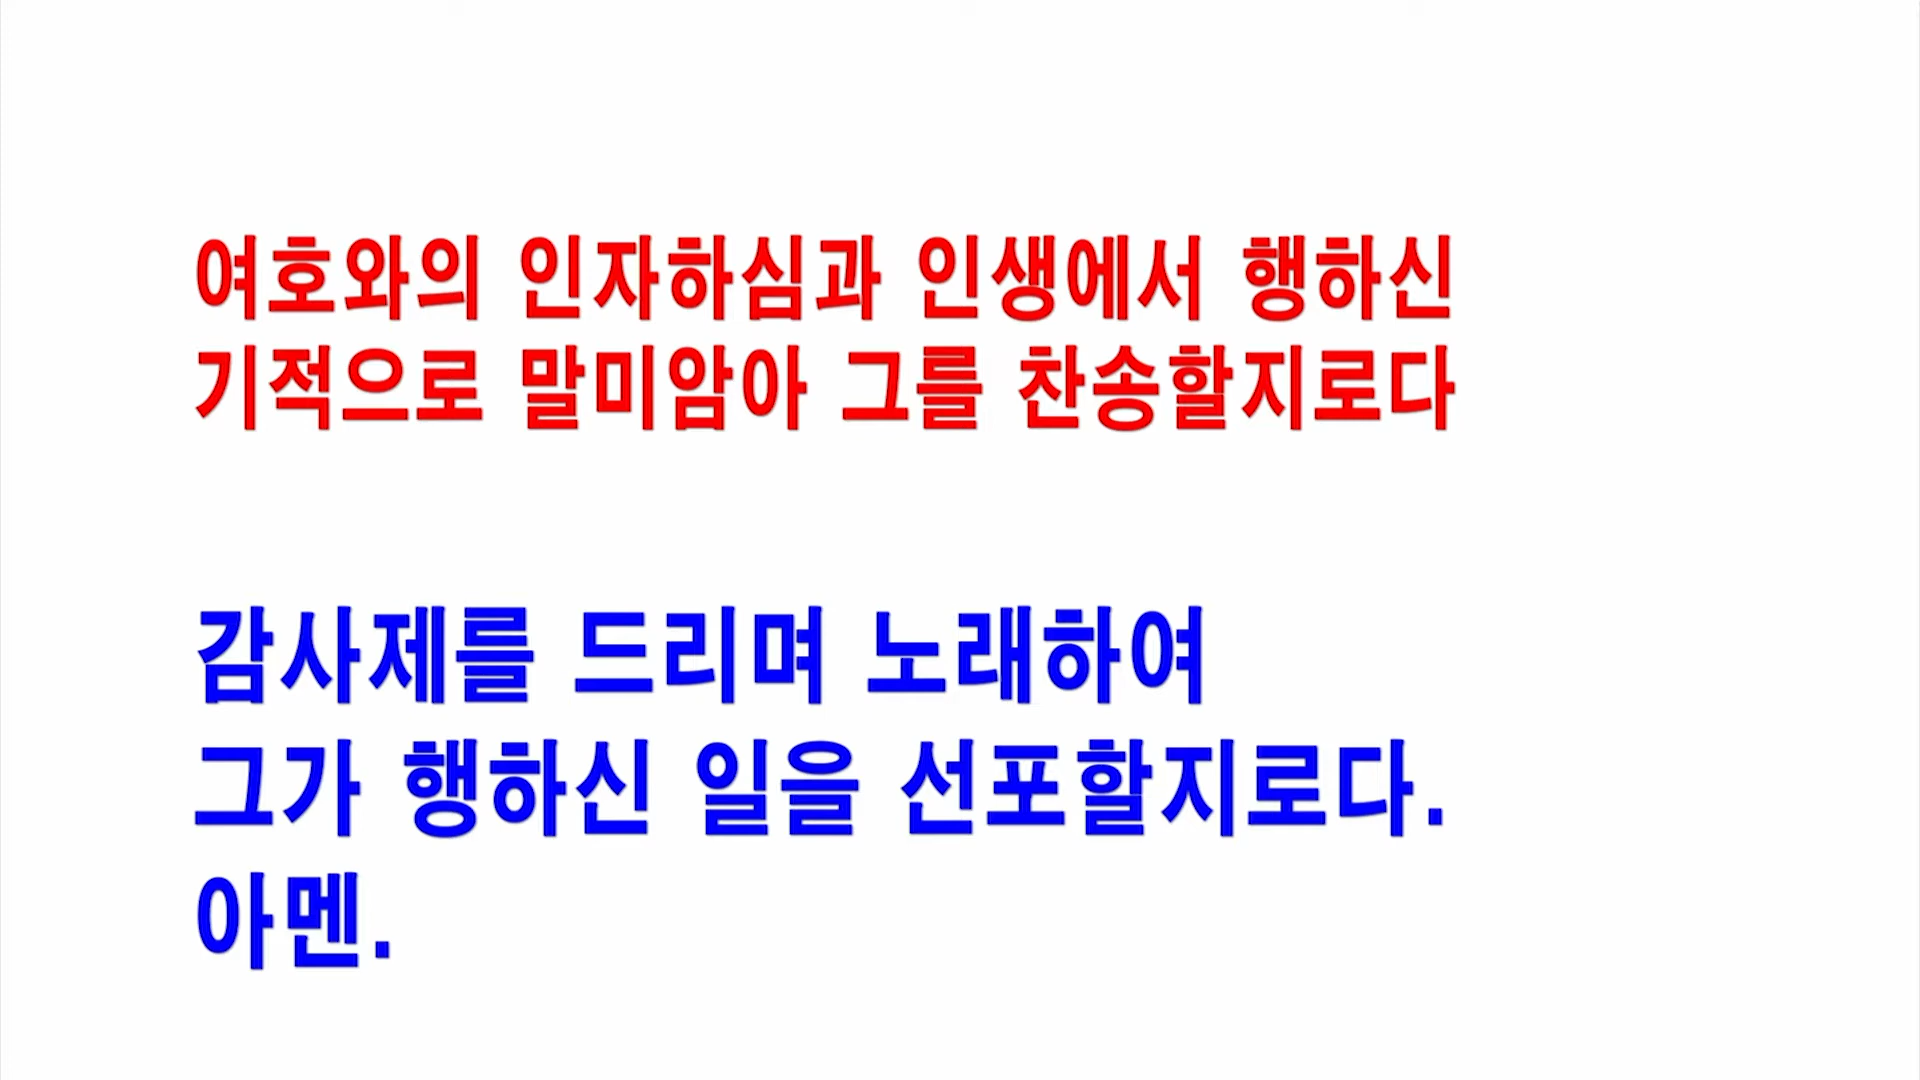 여호와의 인자하심과 인생에서 행하신
기적으로 말미암아 그를 찬송할지로다
감사제를 드리며 노래하여
그가 행하신 일을 선포할지로다.
아멘.